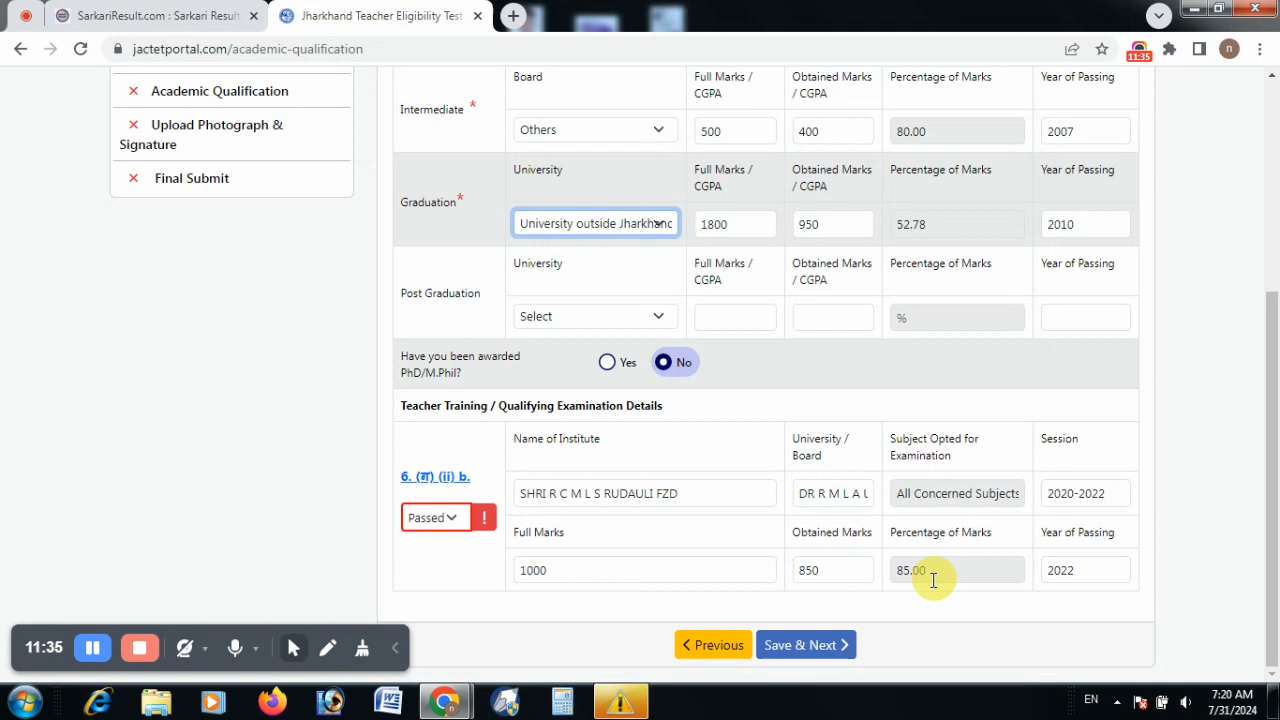 SarkariResult.com : Sarkari Result
Jharkhand Teacher Eligibility Test
n
jactetportal.com/academic-qualification
11:35
Academic Qualification
Upload Photograph &
Signature
Final Submit
Intermediate *
Board
Full Marks /
CGPA
Obtained Marks
/ CGPA
Percentage of Marks
Year of Passing
Others
500
400
80.00
2007
Graduation*
University
Full Marks /
CGPA
Obtained Marks
/ CGPA
Percentage of Marks
Year of Passing
University outside Jharkhand
1800
950
52.78
2010
Post Graduation
University
Full Marks /
CGPA
Obtained Marks
/ CGPA
Percentage of Marks
Year of Passing
Select
%
Have you been awarded
PhD/M.Phil?
Yes
No
Teacher Training / Qualifying Examination Details
6. (ग) (ii) b.
Passed
!
Name of Institute
University /
Board
Subject Opted for
Examination
Session
SHRI R C M L S RUDAULI FZD
DR R M L A U
All Concerned Subjects
2020-2022
Full Marks
Obtained Marks
Percentage of Marks
Year of Passing
1000
850
85.00
2022
Previous
Save & Next
11:35
EN
7:20 AM
7/31/2024